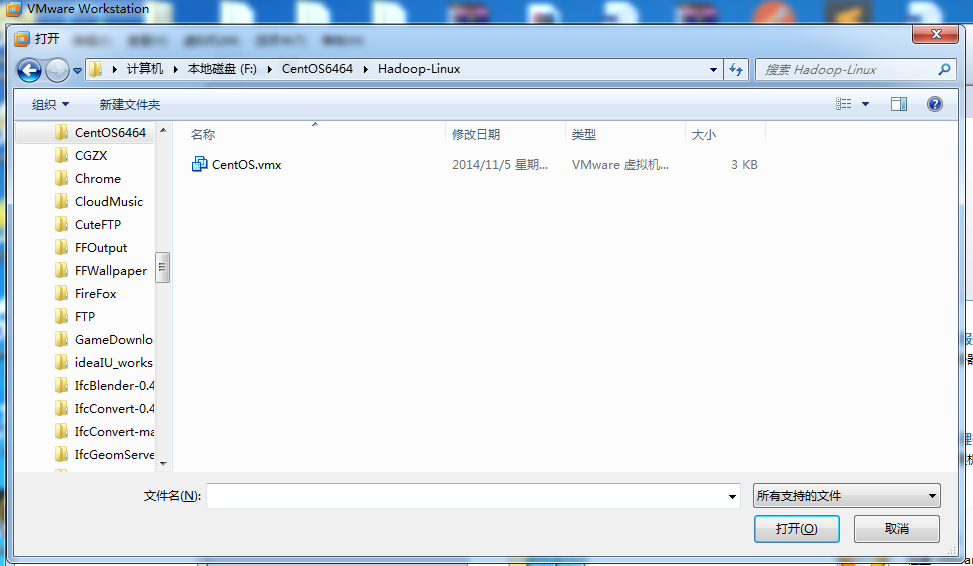 VMware Workstation
打开
计算机 本地磁盘 (F:) CentOS6464 Hadoop-Linux
搜索 Hadoop-Linux
组织 新建文件夹
名称 修改日期 类型 大小
CentOS.vmx 2014/11/5 星期... VMware 虚拟机... 3 KB
CentOS6464
CGZX
Chrome
CloudMusic
CuteFTP
FFOutput
FFWallpaper
FireFox
FTP
GameDownlo
ideaIU_works
IfcBlender-0.4
IfcConvert-0.4
IfcConvert-ma
IfcGeomServe
文件名(N):
所有支持的文件
打开(O) 取消